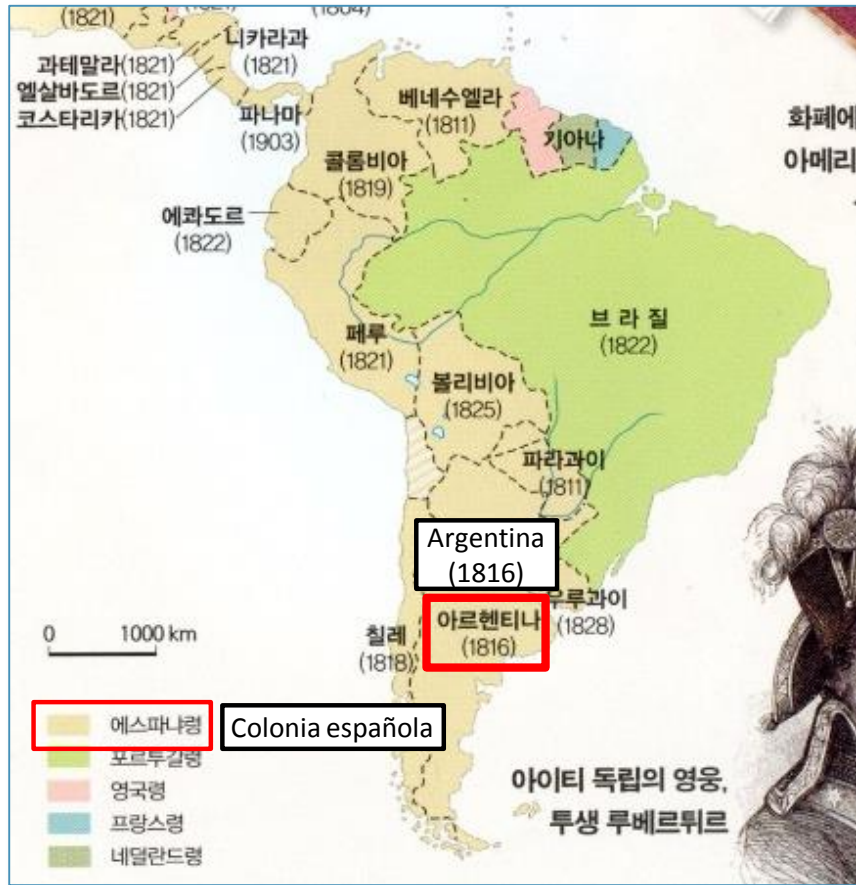 (1821)
(1804)
니카라과
(1821)
과테말라(1821)
엘살바도르(1821)
코스타리카(1821)
파나마
(1903)
베네수엘라
(1811)
기아나
콜롬비아
(1819)
에콰도르
(1822)
페루
(1821)
브라질
(1822)
볼리비아
(1825)
파라과이
(1811)
Argentina
(1816)
우루과이
(1828)
아르헨티나
(1816)
칠레
(1818)
0 1000 km
에스파냐령
Colonia española
포르투갈령
영국령
프랑스령
네덜란드령
화폐에
아메리
아이티 독립의 영웅,
투생 루베르튀르